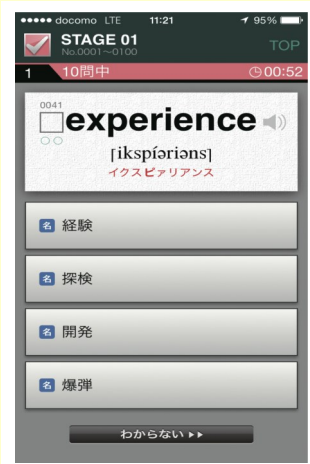 docomo LTE 11:21 95%
STAGE 01
No.0001~0100
TOP
1 10問中 00:52
0041
experience
[ikspíəriəns]
イクスピァリアンス
名 経験
名 探検
名 開発
名 爆弾
わからない ▸▸